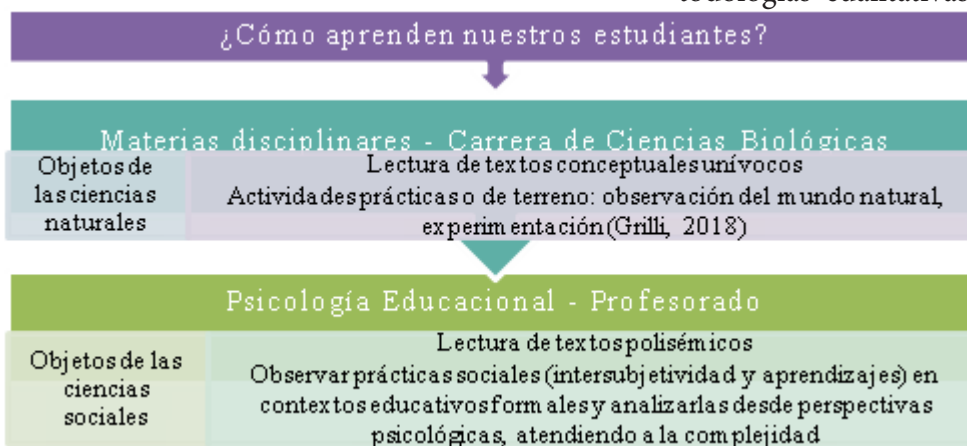 todologías cualitativas
¿Cómo aprenden nuestros estudiantes?
Materias disciplinares - Carrera de Ciencias Biológicas
Objetos de
las ciencias
naturales
Lectura de textos conceptuales unívocos
Actividades prácticas o de terreno: observación del mundo natural,
experimentación (Grilli, 2018)
Psicología Educacional - Profesorado
Objetos de las
ciencias
sociales
Lectura de textos polisémicos
Observar prácticas sociales (intersubjetividad y aprendizajes) en
contextos educativos formales y analizarlas desde perspectivas
psicológicas, atendiendo a la complejidad